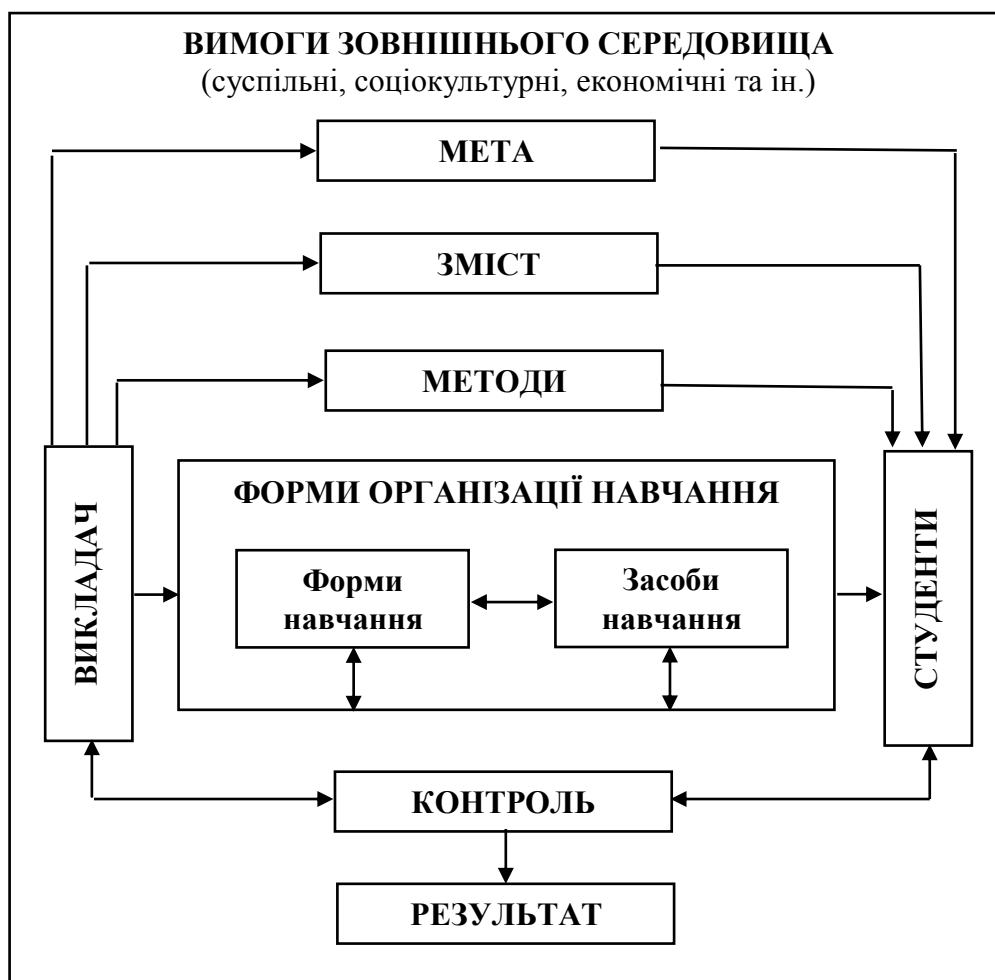 ВИМОГИ ЗОВНІШНЬОГО СЕРЕДОВИЩА
(суспільні, соціокультурні, економічні та ін.)
МЕТА
ЗМІСТ
МЕТОДИ
ВИКЛАДАЧ
ФОРМИ ОРГАНІЗАЦІЇ НАВЧАННЯ
Форми
навчання
Засоби
навчання
СТУДЕНТИ
КОНТРОЛЬ
РЕЗУЛЬТАТ